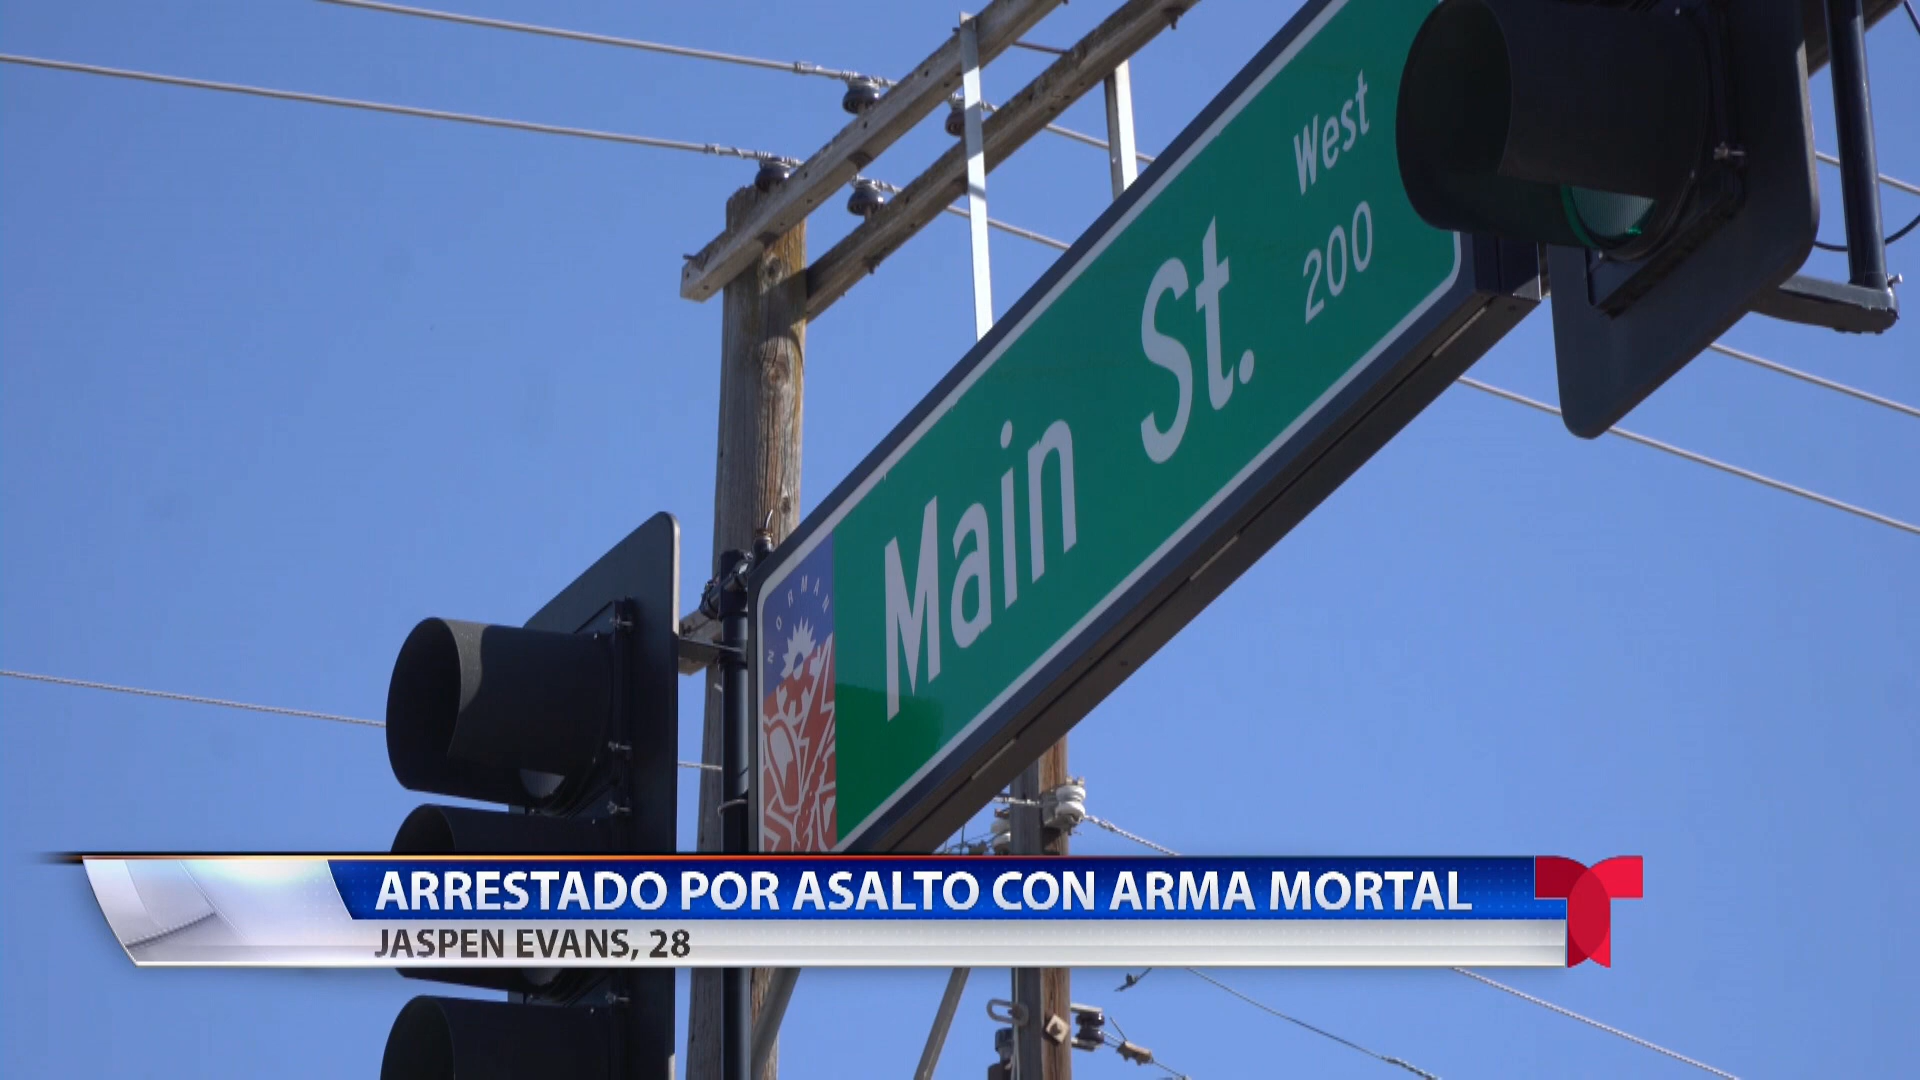 West
Main St. 200
NORMAN
ARRESTADO POR ASALTO CON ARMA MORTAL
JASPEN EVANS, 28